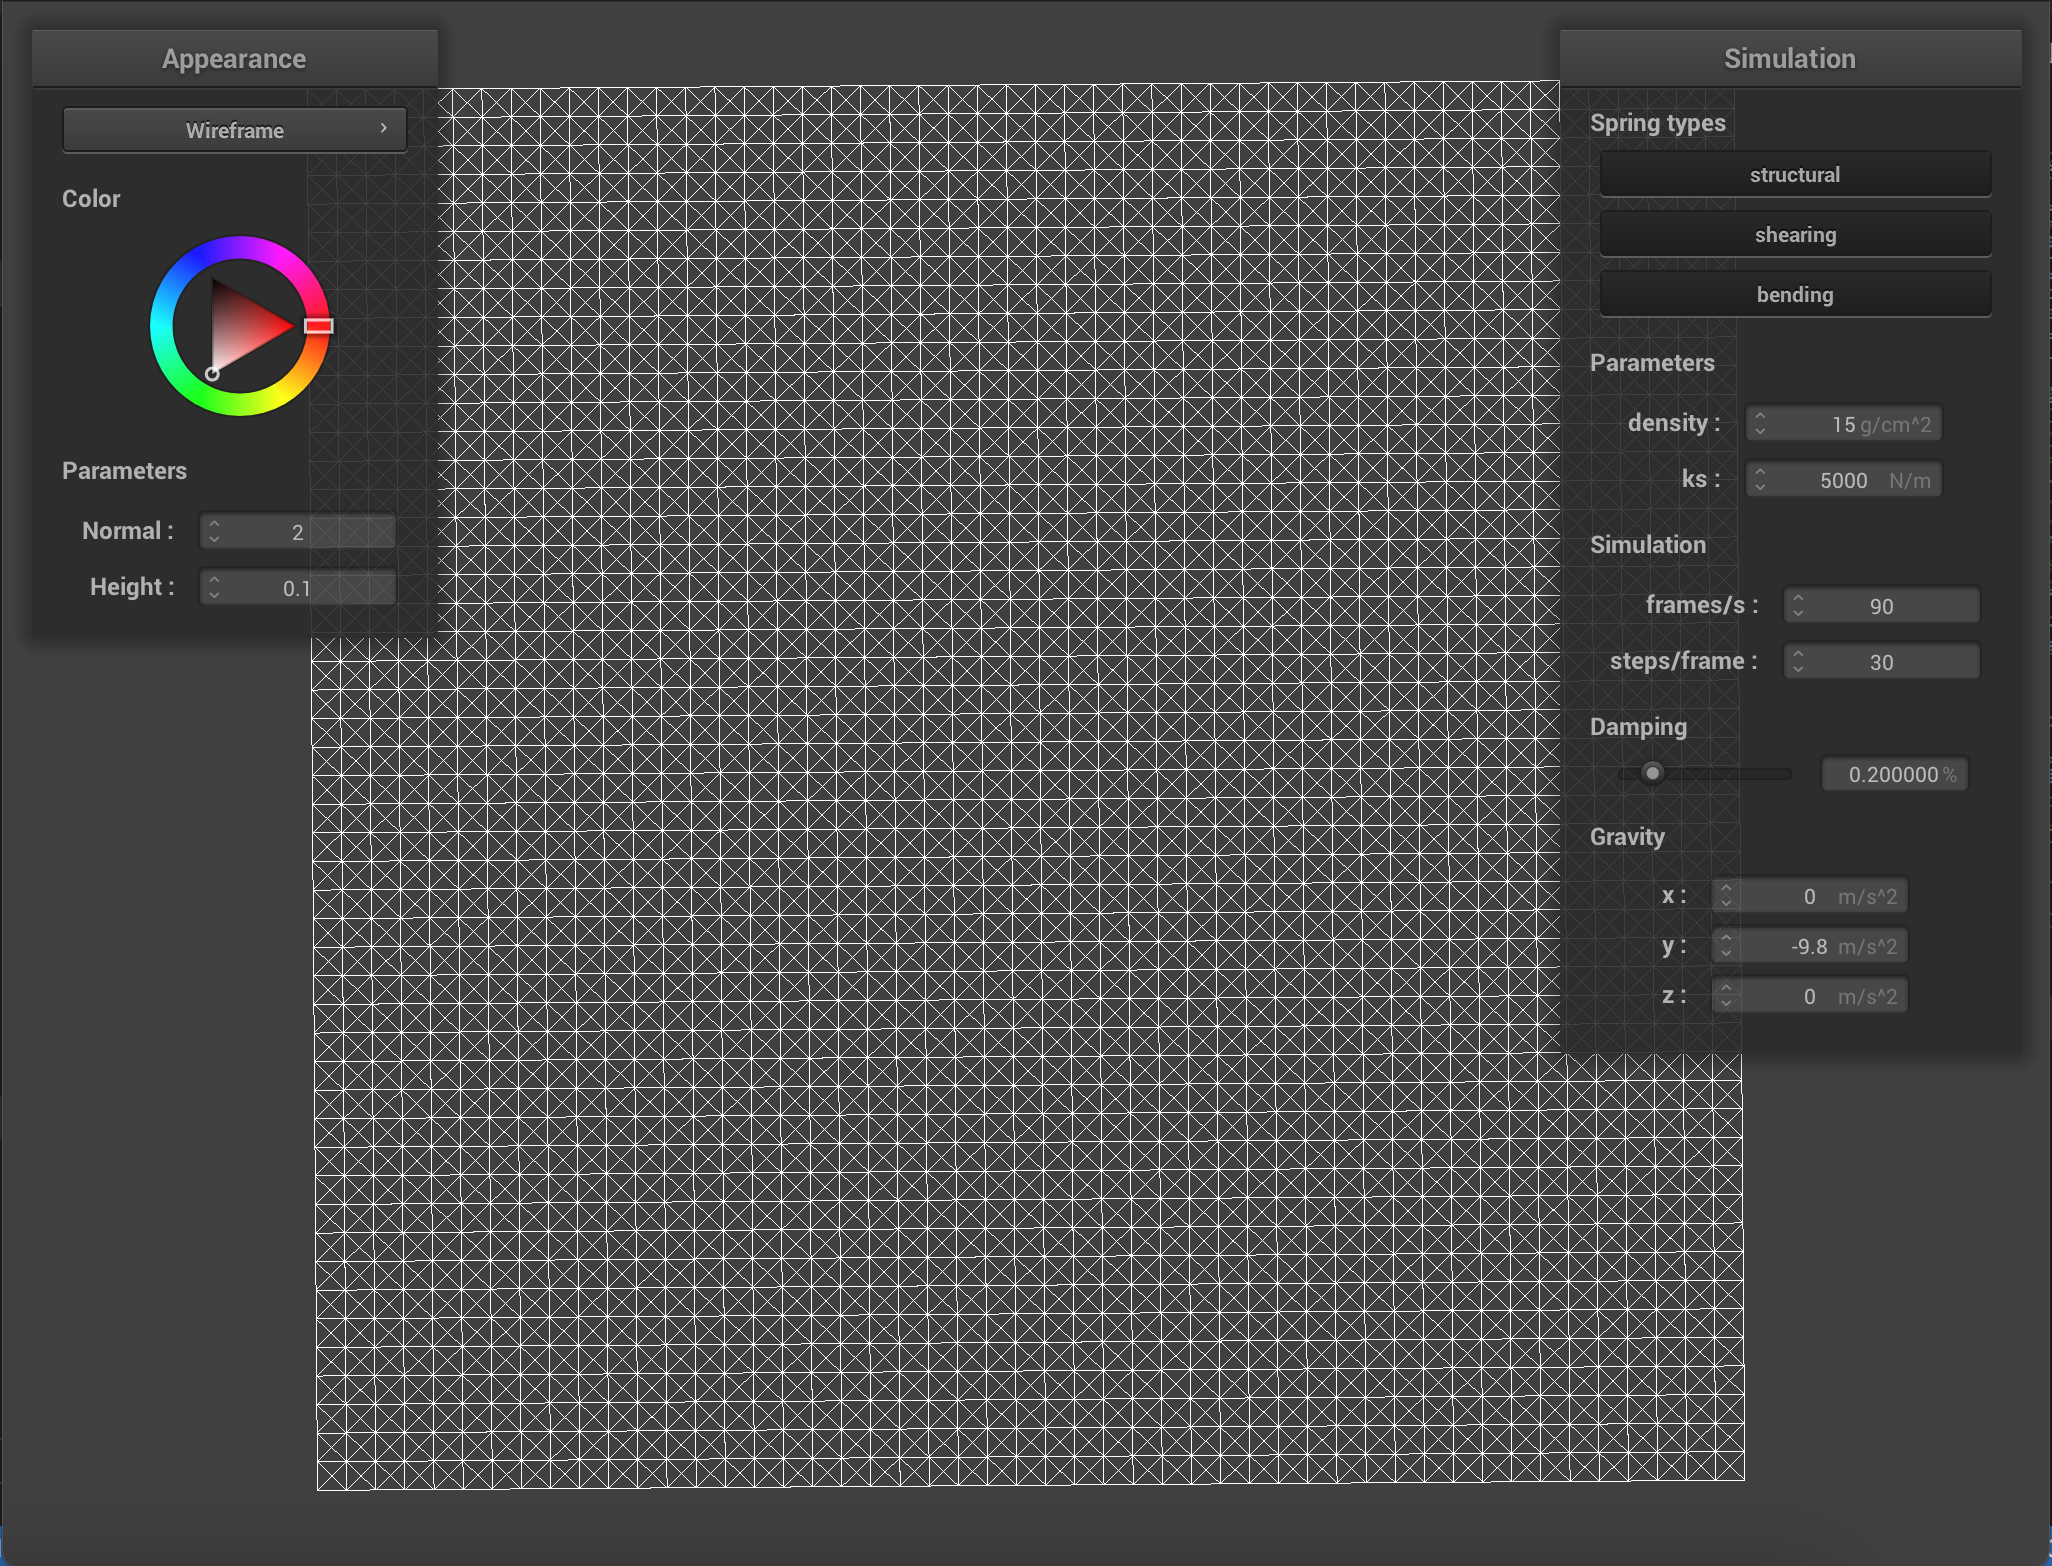 Appearance
Wireframe
Color
Parameters
Normal : 2
Height : 0.1
Simulation
Spring types
structural
shearing
bending
Parameters
density : 15 g/cm^2
ks : 5000 N/m
Simulation
frames/s : 90
steps/frame : 30
Damping
0.200000 %
Gravity
x : 0 m/s^2
y : -9.8 m/s^2
z : 0 m/s^2